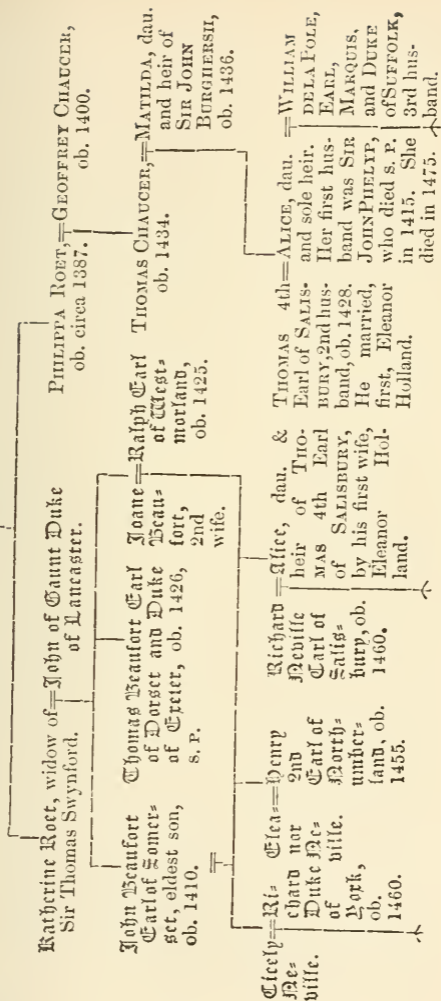 Katherine Roet, widow of
Sir Thomas Swynford.
=John of Gaunt Duke
of Lancaster.
PHILIPPA ROET,
ob. circa 1387.
=GEOFFREY CHAUCER,
ob. 1400.
John Beaufort
Earl of Somer-
set, eldest son,
ob. 1410.
Thomas Beaufort Earl
of Dorset and Duke
of Exeter, ob. 1426,
s. P.
Joane
Beau-
fort,
2nd
wife.
=Ralph Earl
of West-
morland,
ob. 1425.
THOMAS CHAUCER,
ob. 1434.
=MATILDA, dau.
and heir of
SIR JOHN
BURGHERSH,
ob. 1436.
Cicely
Ne-
ville.
=Ri-
chard
Duke
of
York,
ob.
1460.
Elea-
nor
Ne-
ville.
=Henry
2nd
Earl of
North-
umber-
land, ob.
1455.
Richard
Neville
Earl of
Salis-
bury, ob.
1460.
=Alice, dau. &
heir of THO-
MAS 4th Earl
of SALISBURY,
by his first wife,
Eleanor Hol-
land.
THOMAS 4th
Earl of SALIS-
BURY, 2nd hus-
band, ob. 1428.
He married,
first, Eleanor
Holland.
=ALICE, dau.
and sole heir.
Her first hus-
band was SIR
JOHN PHELYP,
who died s. P.
in 1415. She
died in 1475.
=WILLIAM
DE LA POLE,
EARL,
MARQUIS,
and DUKE
of SUFFOLK,
3rd hus-
band.